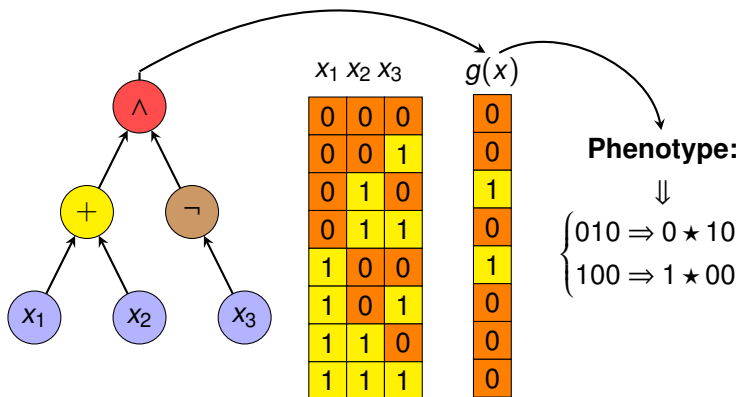 x1 x2 x3
g(x)
∧
0 0 0
0
0 0 1
0
Phenotype:
+
¬
0 1 0
1
⇓
0 1 1
0
010 ⇒ 0 ⋆ 10
1 0 0
1
100 ⇒ 1 ⋆ 00
x1
x2
x3
1 0 1
0
1 1 0
0
1 1 1
0